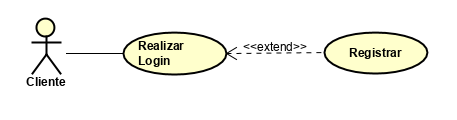 Realizar
Login
<<extend>>
Registrar
Cliente